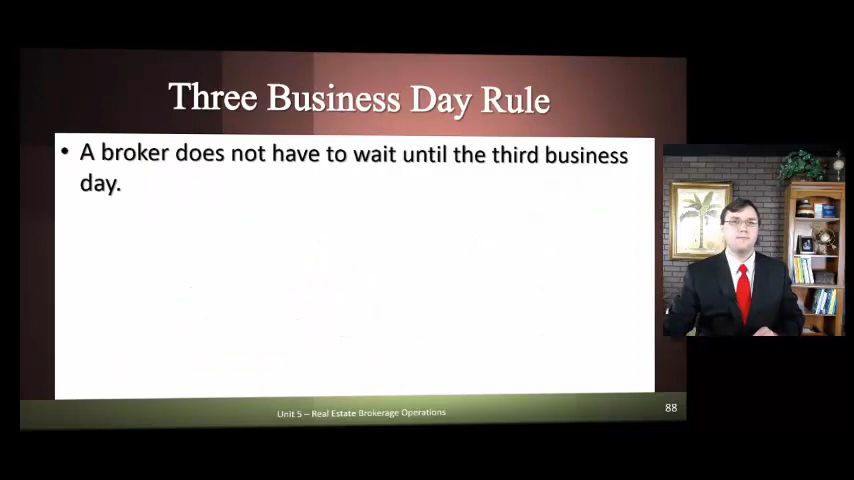 Three Business Day Rule
• A broker does not have to wait until the third business
day.
Unit 5 – Real Estate Brokerage Operations
88